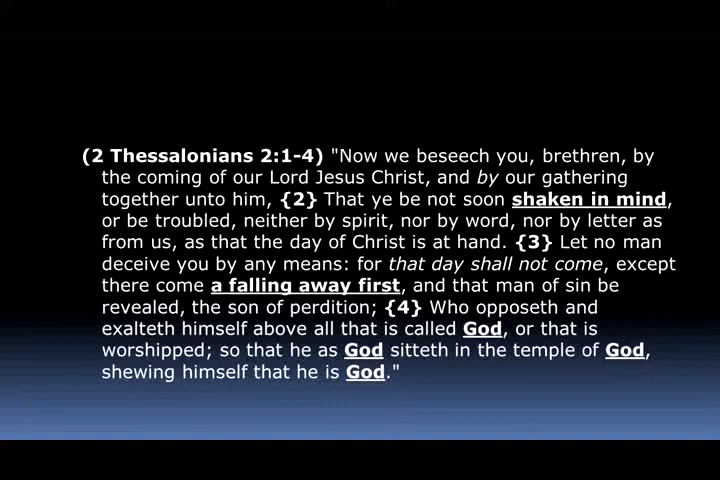 (2 Thessalonians 2:1-4) "Now we beseech you, brethren, by
the coming of our Lord Jesus Christ, and by our gathering
together unto him, {2} That ye be not soon shaken in mind,
or be troubled, neither by spirit, nor by word, nor by letter as
from us, as that the day of Christ is at hand. {3} Let no man
deceive you by any means: for that day shall not come, except
there come a falling away first, and that man of sin be
revealed, the son of perdition; {4} Who opposeth and
exalteth himself above all that is called God, or that is
worshipped; so that he as God sitteth in the temple of God,
shewing himself that he is God."